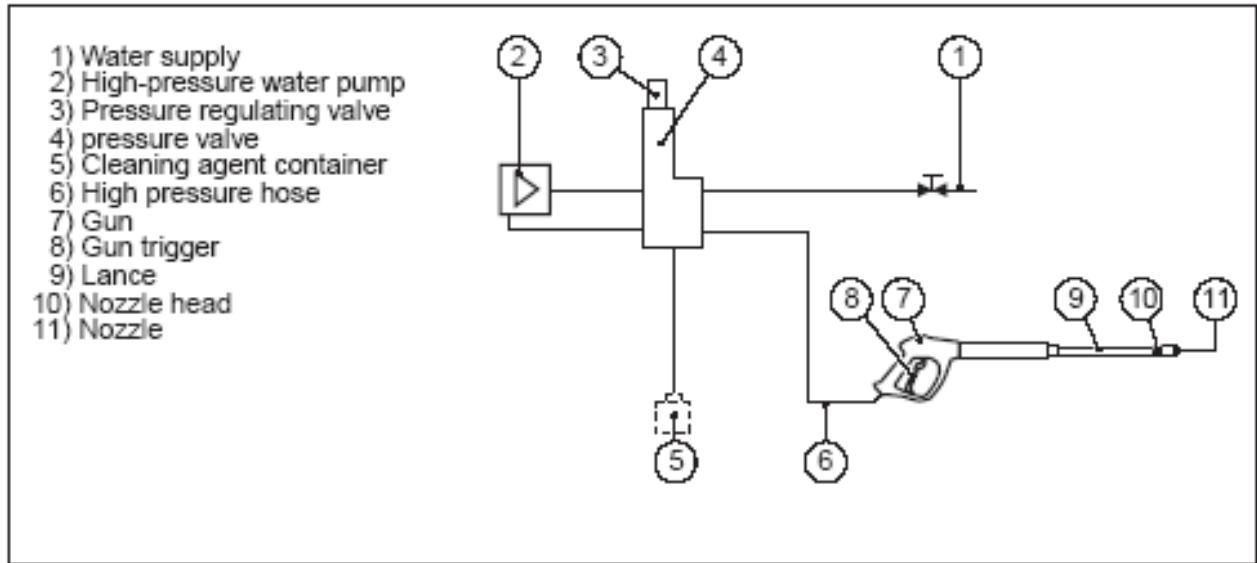 1) Water supply
2) High-pressure water pump
3) Pressure regulating valve
4) pressure valve
5) Cleaning agent container
6) High pressure hose
7) Gun
8) Gun trigger
9) Lance
10) Nozzle head
11) Nozzle
2
3
4
1
8
7
9
10
11
5
6